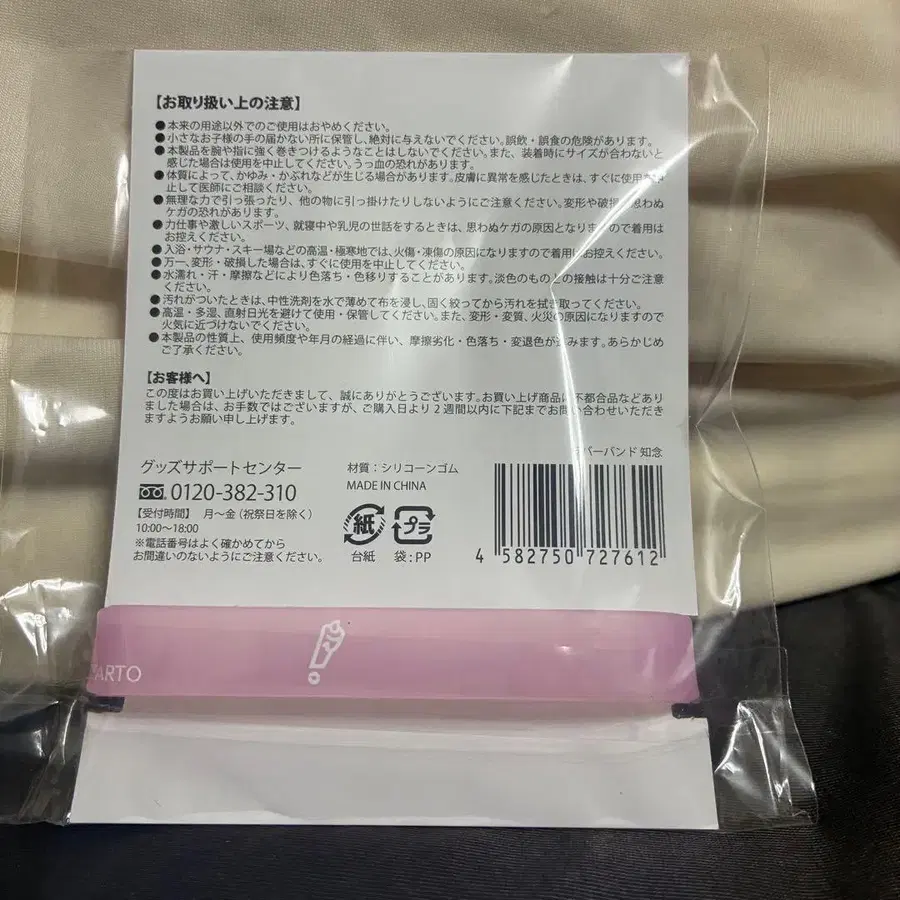 【お取り扱い上の注意】
●本来の用途以外でのご使用はおやめください。
●小さなお子様の手の届かない所に保管し、絶対に与えないでください。誤飲・誤食の危険があります。
●本製品を腕や指に強く巻きつけるようなことはしないでください。また、装着時にサイズが合わないと
感じた場合は使用を中止してください。うっ血の恐れがあります。
●体質によって、かゆみ・かぶれなどが生じる場合があります。皮膚に異常を感じたときは、すぐに使用を中
止して医師にご相談ください。
●無理な力で引っ張ったり、他の物に引っ掛けたりしないようにご注意ください。変形や破損、思わぬ
ケガの恐れがあります。
●力仕事や激しいスポーツ、就寝中や乳児の世話をするときは、思わぬケガの原因となりますので着用は
お控えください。
●入浴・サウナ・スキー場などの高温・極寒地では、火傷・凍傷の原因になりますので着用はお控えください。
●万一、変形・破損した場合は、すぐに使用を中止してください。
●水濡れ・汗・摩擦などにより色落ち・色移りすることがあります。淡色のものとの接触は十分ご注意
ください。
●汚れがついたときは、中性洗剤を水で薄めて布を浸し、固く絞ってから汚れを拭き取ってください。
●高温・多湿、直射日光を避けて使用・保管してください。また、変形・変質、火災の原因になりますので
火気に近づけないでください。
●本製品の性質上、使用頻度や年月の経過に伴い、摩擦劣化・色落ち・変退色が進みます。あらかじめ
ご了承ください。
【お客様へ】
この度はお買い上げいただきまして、誠にありがとうございます。お買い上げ商品に不都合品などあり
ました場合は、お手数ではございますが、ご購入日より2週間以内に下記までお問い合わせいただき
ますようお願い申し上げます。
ラバーバンド 知念
グッズサポートセンター
0120-382-310
【受付時間】 月～金（祝祭日を除く）
10:00～18:00
※電話番号はよく確かめてから
お間違いのないようにご注意ください。
材質：シリコーンゴム
MADE IN CHINA
紙
台紙
プラ
袋：PP
4 582750 727612
ARTO